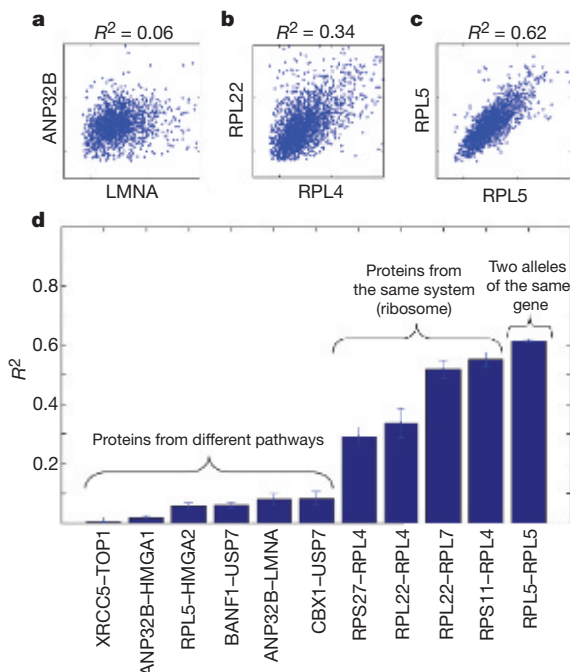 a
R² = 0.06
ANP32B
LMNA
b
R² = 0.34
RPL22
RPL4
c
R² = 0.62
RPL5
RPL5
d
R²
0.8
0.6
0.4
0.2
Proteins from different pathways
Proteins from
the same system
(ribosome)
Two alleles
of the same
gene
XRCC5–TOP1
ANP32B–HMGA1
RPL5–HMGA2
BANF1–USP7
ANP32B–LMNA
CBX1–USP7
RPS27–RPL4
RPL22–RPL4
RPL22–RPL7
RPS11–RPL4
RPL5–RPL5